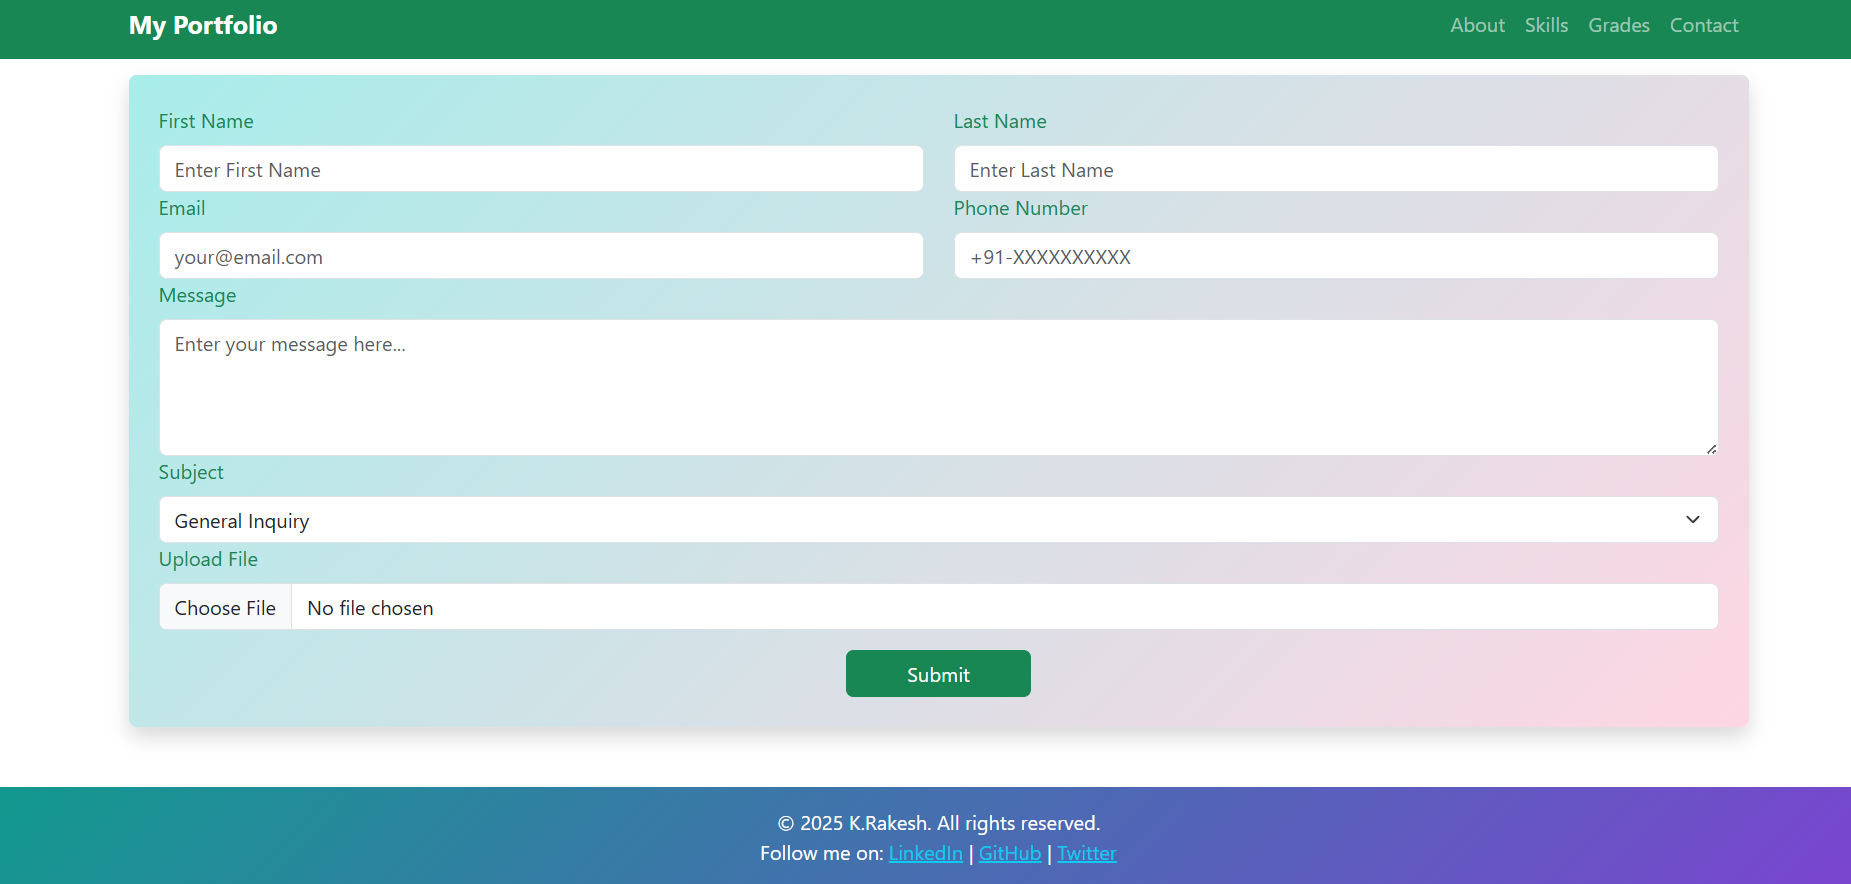 My Portfolio
About Skills Grades Contact
First Name
Last Name
Enter First Name
Enter Last Name
Email
Phone Number
your@email.com
+91-XXXXXXXXXX
Message
Enter your message here...
Subject
General Inquiry
Upload File
Choose File No file chosen
Submit
© 2025 K.Rakesh. All rights reserved.
Follow me on: LinkedIn | GitHub | Twitter